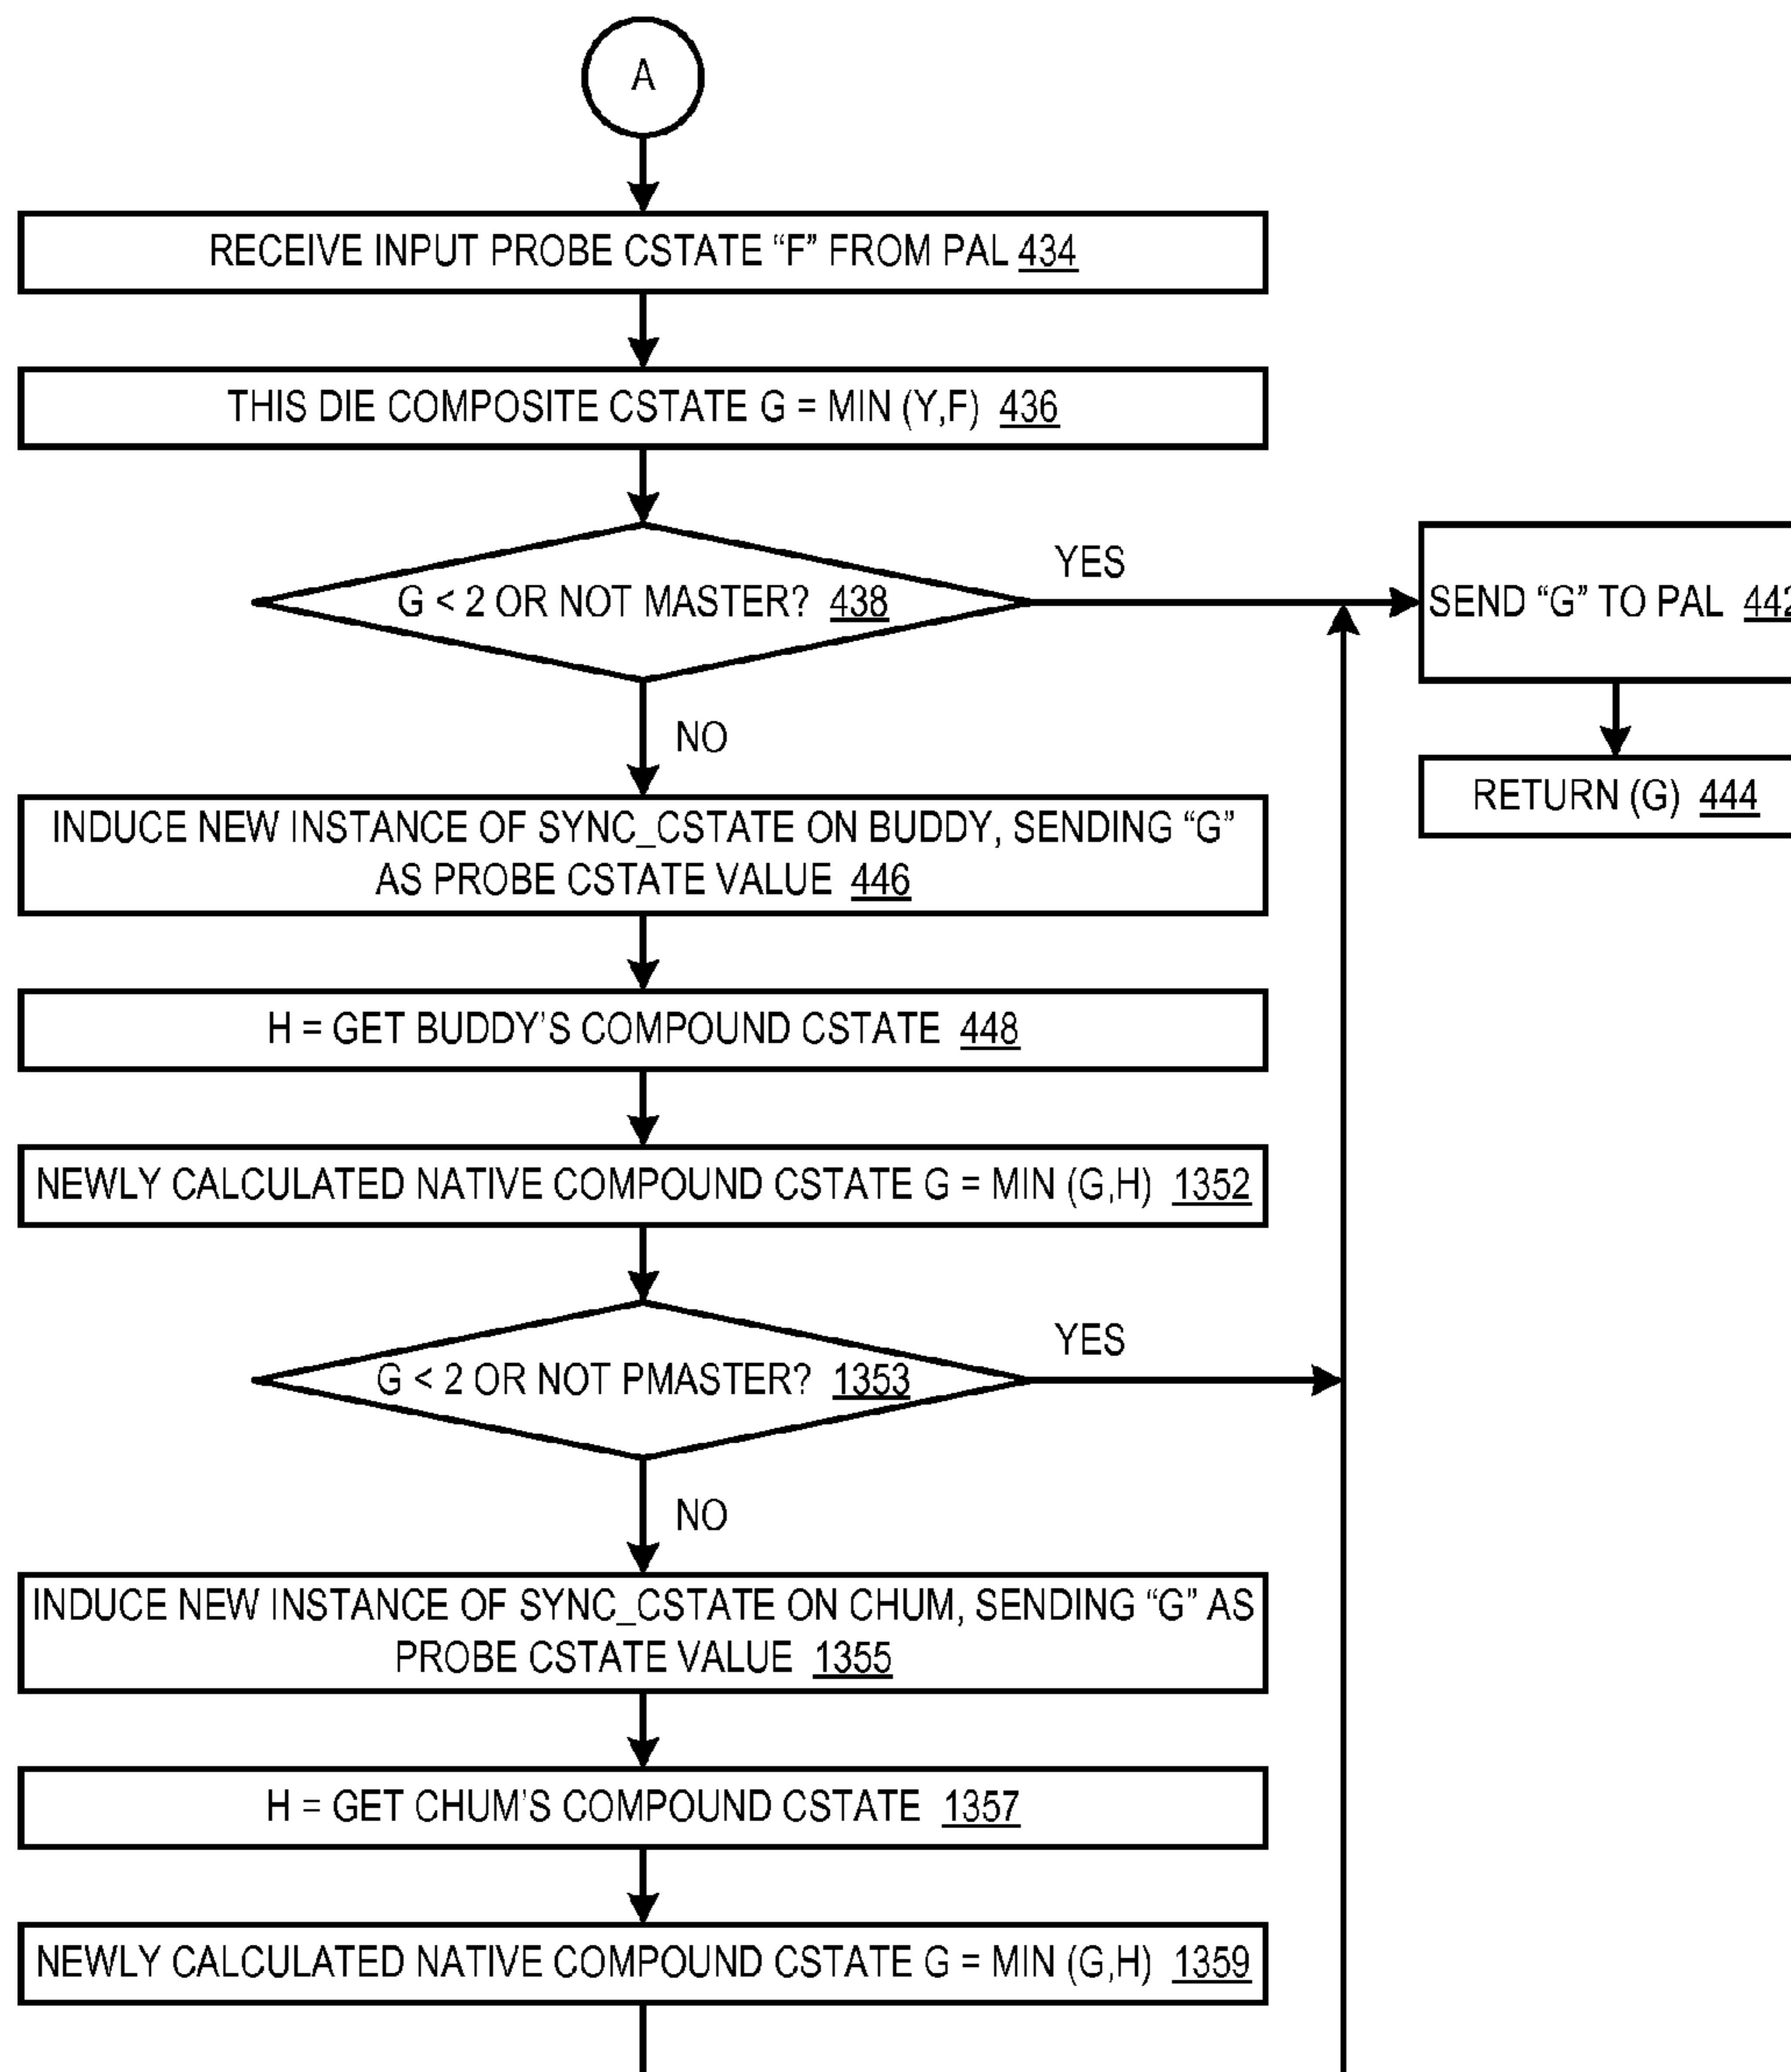 A
RECEIVE INPUT PROBE CSTATE “F” FROM PAL 434
THIS DIE COMPOSITE CSTATE G = MIN (Y,F) 436
G < 2 OR NOT MASTER? 438
YES
SEND “G” TO PAL 442
NO
RETURN (G) 444
INDUCE NEW INSTANCE OF SYNC_CSTATE ON BUDDY, SENDING “G”
AS PROBE CSTATE VALUE 446
H = GET BUDDY’S COMPOUND CSTATE 448
NEWLY CALCULATED NATIVE COMPOUND CSTATE G = MIN (G,H) 1352
G < 2 OR NOT PMASTER? 1353
YES
NO
INDUCE NEW INSTANCE OF SYNC_CSTATE ON CHUM, SENDING “G” AS
PROBE CSTATE VALUE 1355
H = GET CHUM’S COMPOUND CSTATE 1357
NEWLY CALCULATED NATIVE COMPOUND CSTATE G = MIN (G,H) 1359